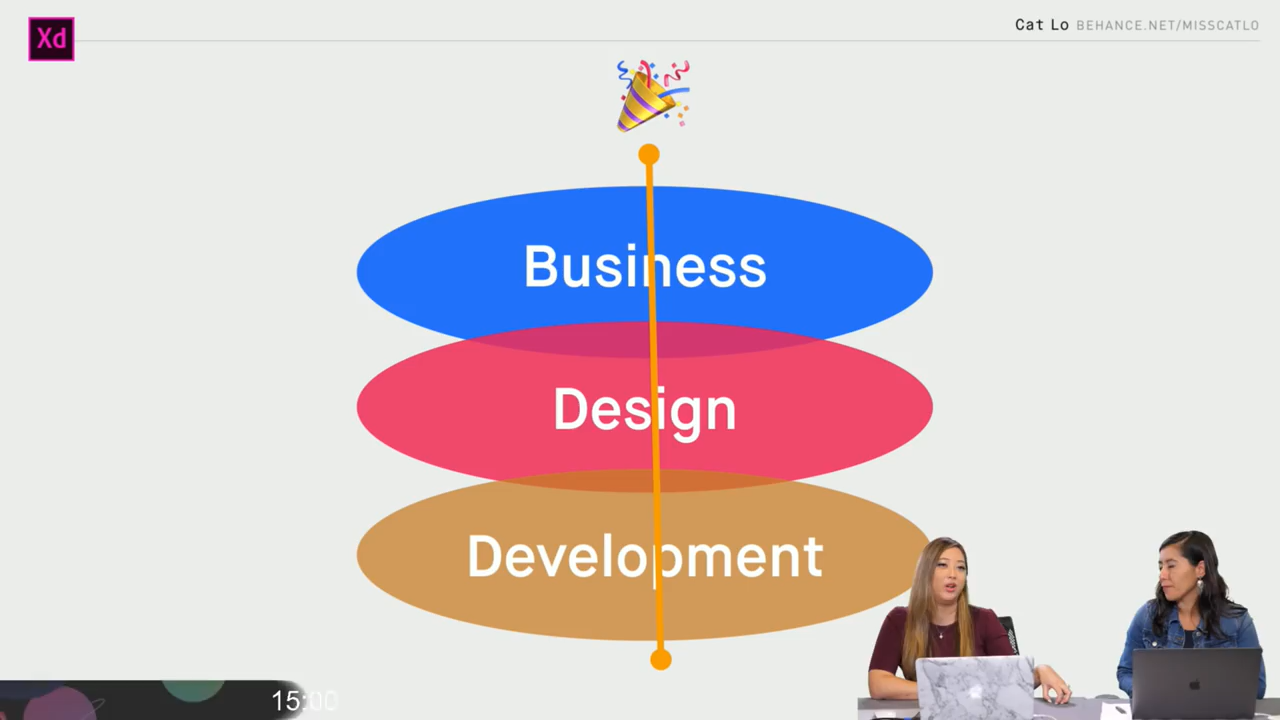 Xd
Cat Lo BEHANCE.NET/MISSCATLO
Business
Design
Development
15:00